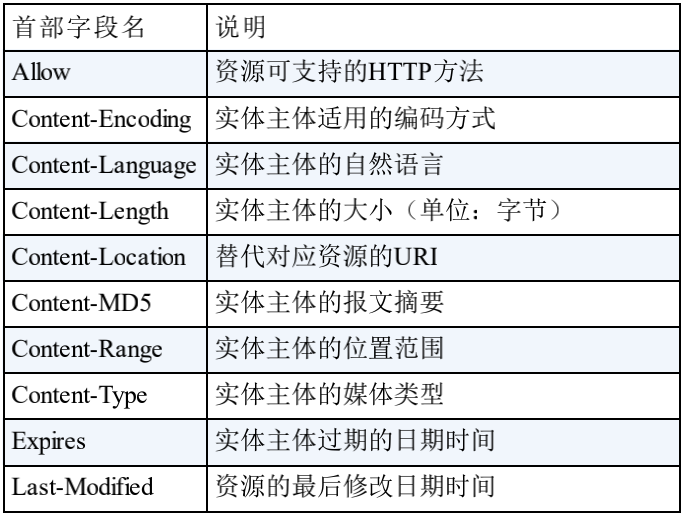 首部字段名 说明
Allow 资源可支持的HTTP方法
Content-Encoding 实体主体适用的编码方式
Content-Language 实体主体的自然语言
Content-Length 实体主体的大小（单位：字节）
Content-Location 替代对应资源的URI
Content-MD5 实体主体的报文摘要
Content-Range 实体主体的位置范围
Content-Type 实体主体的媒体类型
Expires 实体主体过期的日期时间
Last-Modified 资源的最后修改日期时间